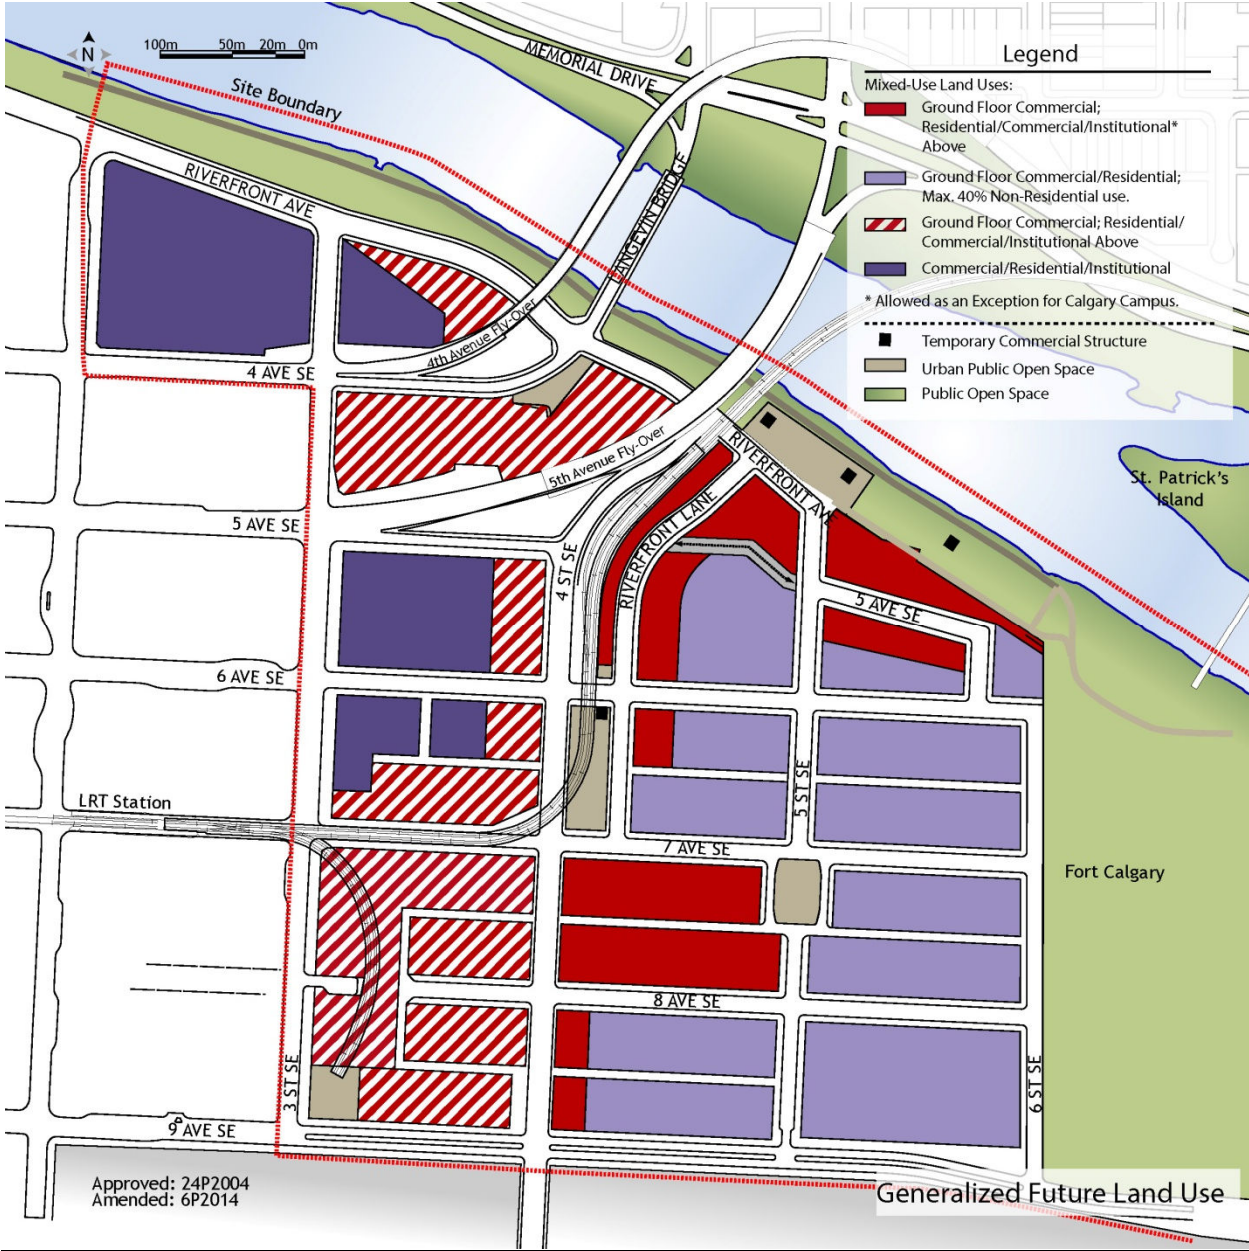 N
100m 50m 20m 0m
Site Boundary
MEMORIAL DRIVE
Legend
Mixed-Use Land Uses:
Ground Floor Commercial;
Residential/Commercial/Institutional*
Above
Ground Floor Commercial/Residential;
Max. 40% Non-Residential use.
Ground Floor Commercial; Residential/
Commercial/Institutional Above
Commercial/Residential/Institutional
* Allowed as an Exception for Calgary Campus.
Temporary Commercial Structure
Urban Public Open Space
Public Open Space
RIVERFRONT AVE
LANGEVIN BRIDGE
4th Avenue Fly-Over
4 AVE SE
5th Avenue Fly-Over
RIVERFRONT AVE
St. Patrick's
Island
5 AVE SE
4 ST SE
RIVERFRONT LANE
5 AVE SE
6 AVE SE
LRT Station
5 ST SE
7 AVE SE
Fort Calgary
8 AVE SE
3 ST SE
6 ST SE
9 AVE SE
Approved: 24P2004
Amended: 6P2014
Generalized Future Land Use